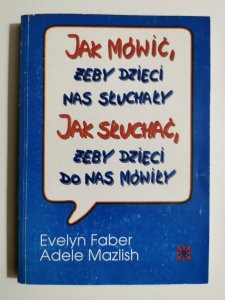 JAK MÓWIĆ,
ŻEBY DZIECI
NAS SŁUCHAŁY
JAK SŁUCHAĆ,
ŻEBY DZIECI
DO NAS MÓWIŁY
Evelyn Faber
Adele Mazlish